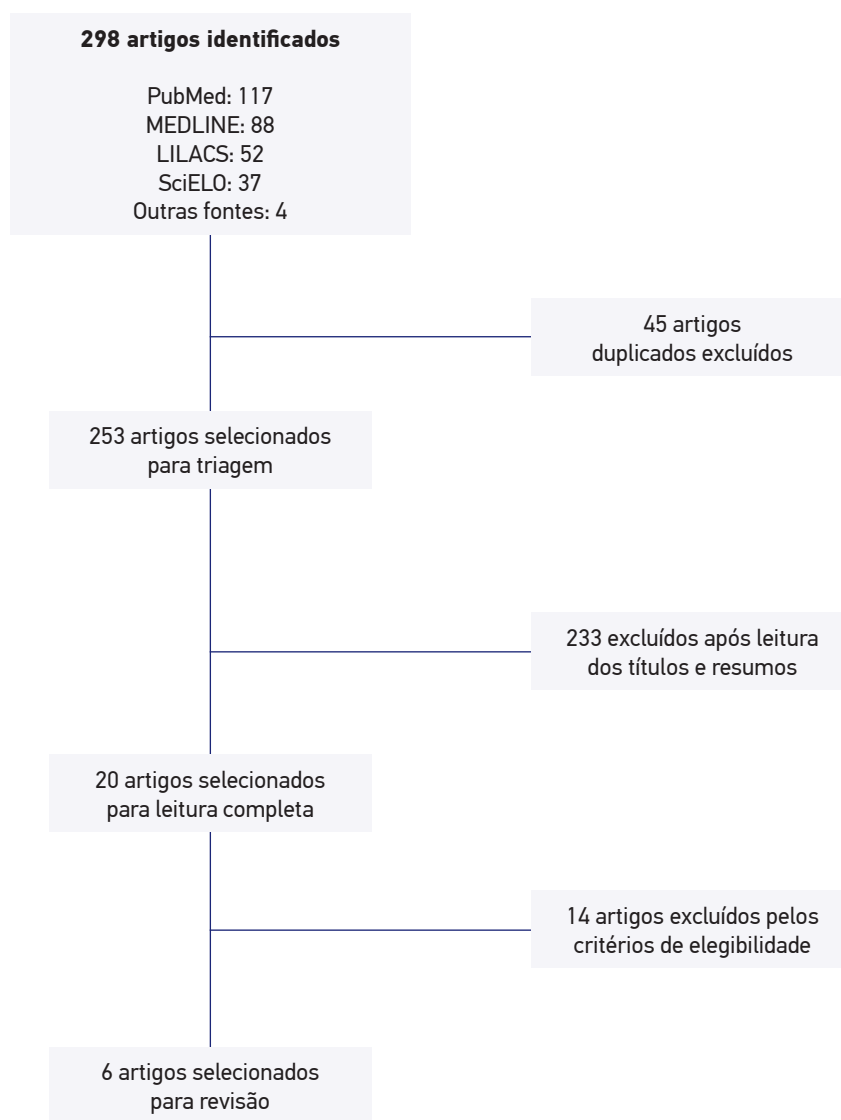 298 artigos identificados
PubMed: 117
MEDLINE: 88
LILACS: 52
SciELO: 37
Outras fontes: 4
45 artigos
duplicados excluídos
253 artigos selecionados
para triagem
233 excluídos após leitura
dos títulos e resumos
20 artigos selecionados
para leitura completa
14 artigos excluídos pelos
critérios de elegibilidade
6 artigos selecionados
para revisão